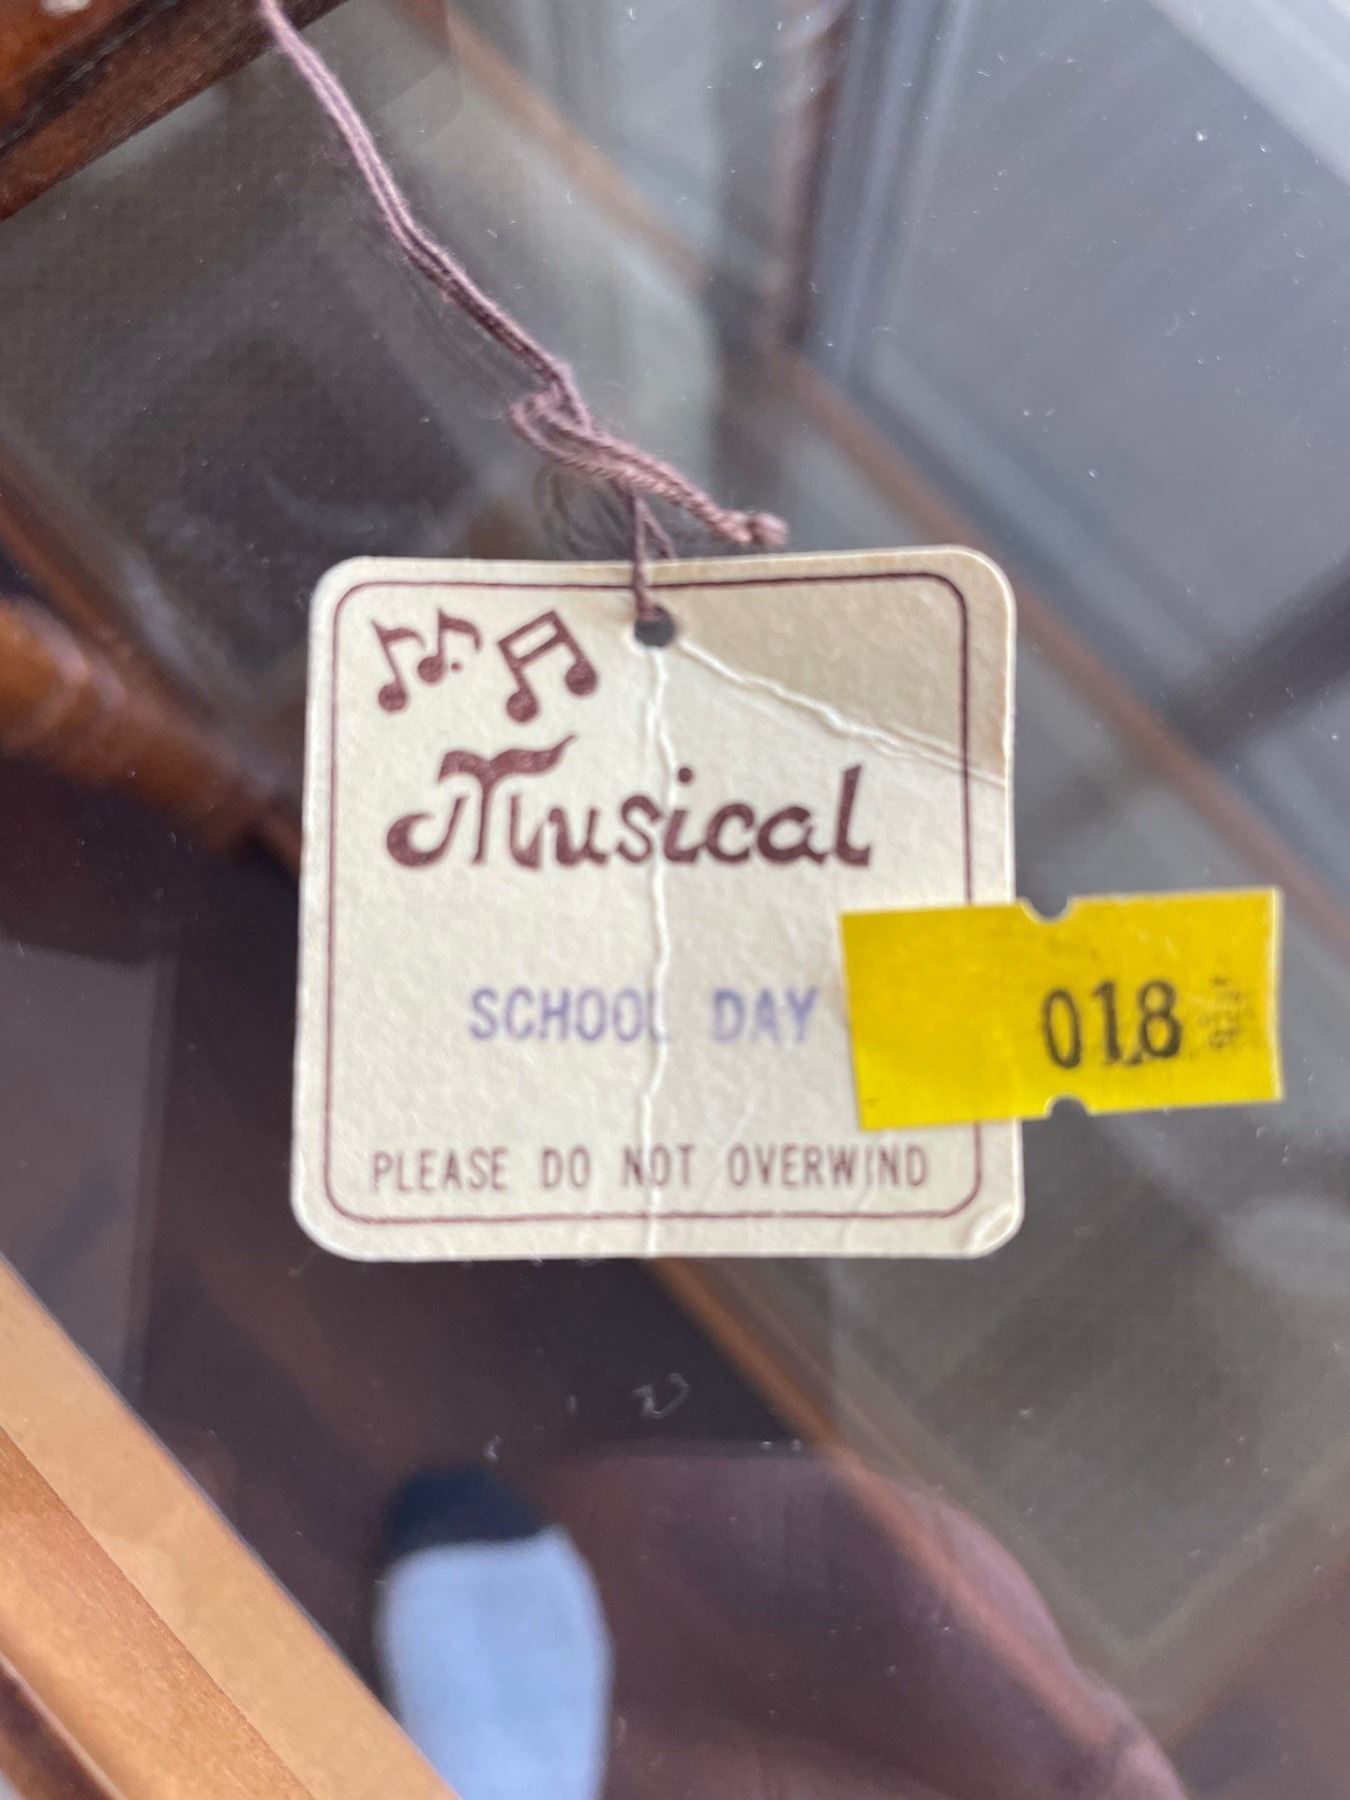 Musical
SCHOOL DAY
018
PLEASE DO NOT OVERWIND